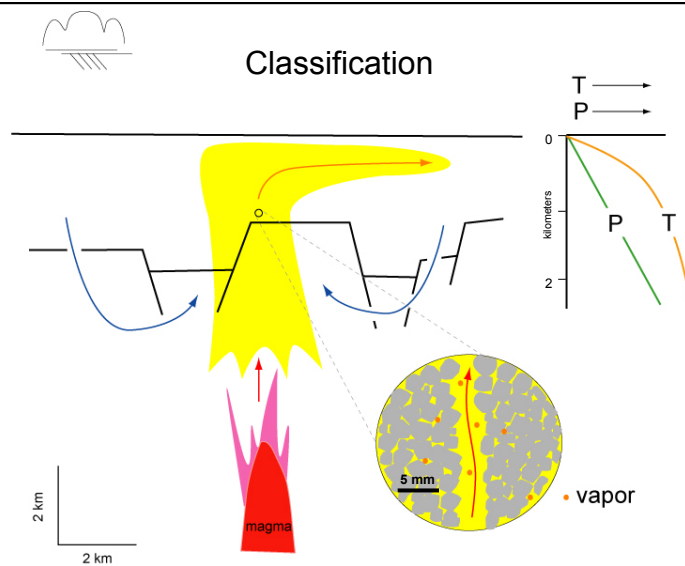 Classification
T
P
0
kilometers
P
T
2
5 mm
vapor
magma
2 km
2 km